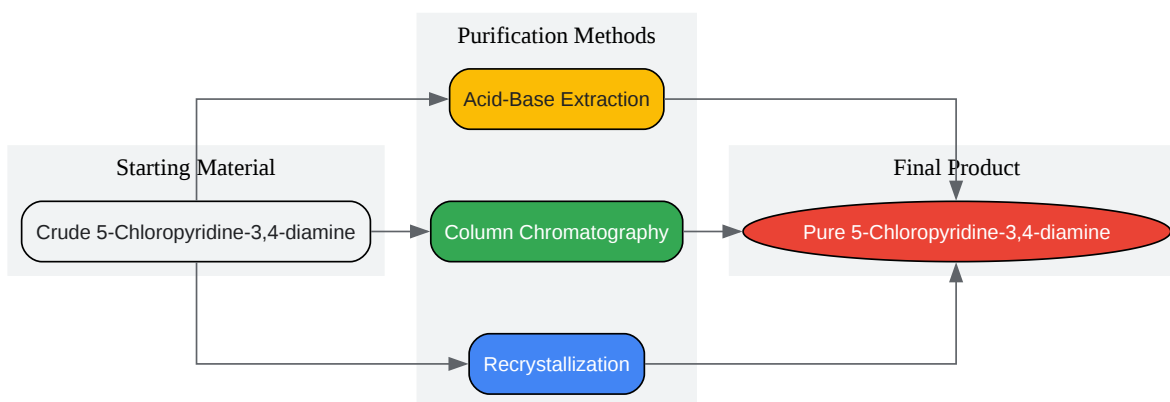 Purification Methods
Acid-Base Extraction
Starting Material
Final Product
Crude 5-Chloropyridine-3,4-diamine
Column Chromatography
Pure 5-Chloropyridine-3,4-diamine
Recrystallization